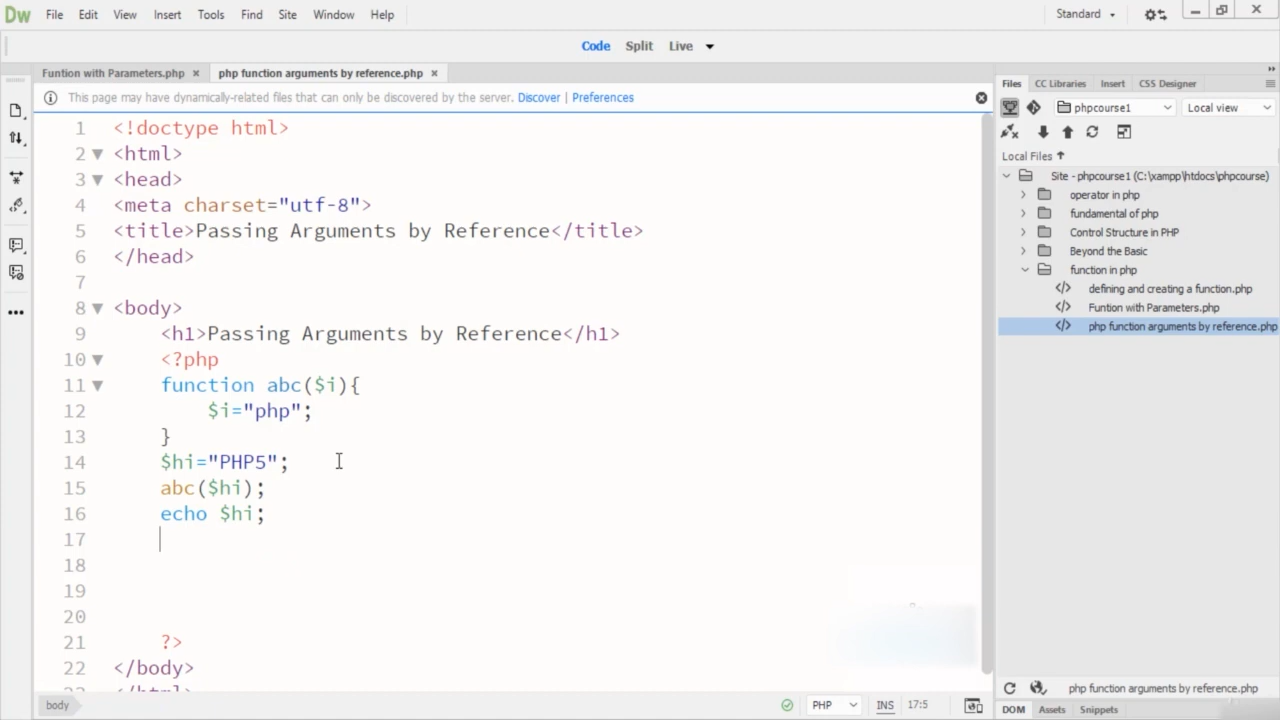 Dw File Edit View Insert Tools Find Site Window Help Standard
Code Split Live
Funtion with Parameters.php × php function arguments by reference.php ×
This page may have dynamically-related files that can only be discovered by the server. Discover | Preferences
1 <!doctype html>
2 <html>
3 <head>
4 <meta charset="utf-8">
5 <title>Passing Arguments by Reference</title>
6 </head>
7
8 <body>
9 <h1>Passing Arguments by Reference</h1>
10 <?php
11 function abc($i){
12 $i="php";
13 }
14 $hi="PHP5";
15 abc($hi);
16 echo $hi;
17
18
19
20
21 ?>
22 </body>
body PHP INS 17:5
Files CC Libraries Insert CSS Designer
phpcourse1 Local view
Local Files
Site - phpcourse1 (C:\xampp\htdocs\phpcourse)
operator in php
fundamental of php
Control Structure in PHP
Beyond the Basic
function in php
defining and creating a function.php
Funtion with Parameters.php
php function arguments by reference.php
php function arguments by reference.php
DOM Assets Snippets